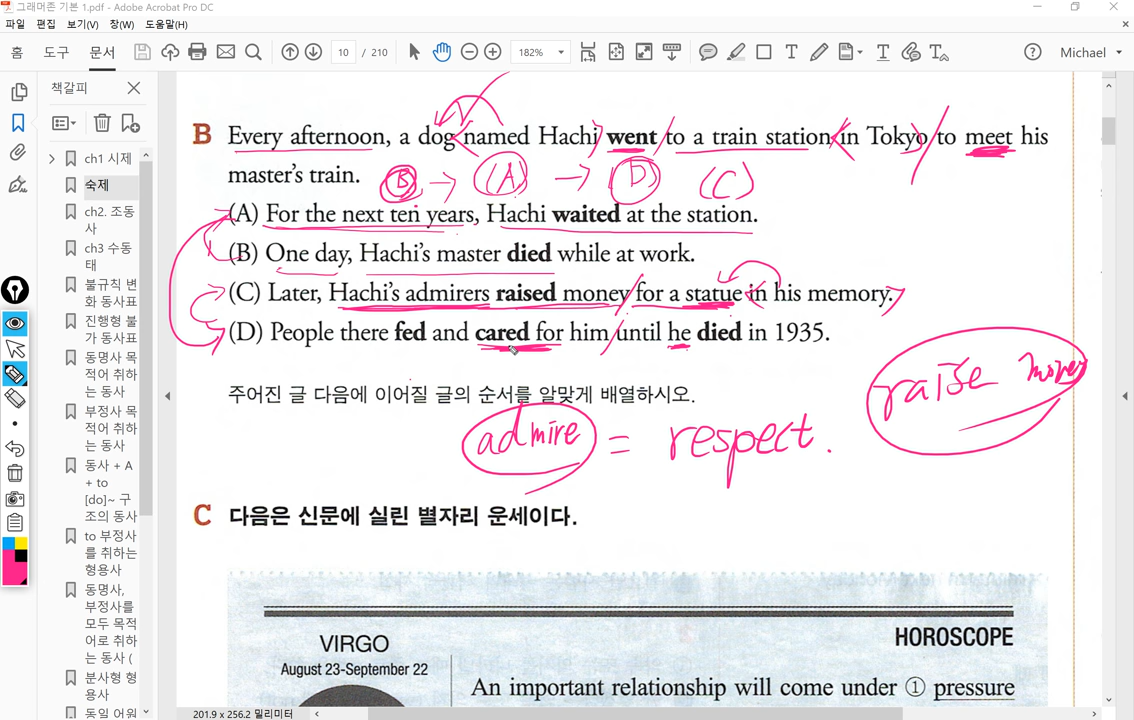 그래머존 기본 1.pdf - Adobe Acrobat Pro DC
파일 편집 보기(V) 창(W) 도움말(H)
홈 도구 문서 10 / 210 182% Michael
책갈피
ch1 시제
숙제
ch2. 조동
사
ch3 수동
태
불규칙 변
화 동사표
진행형 불
가 동사표
동명사 목
적어 취하
는 동사
부정사 목
적어 취하
는 동사
동사 + A
+ to
[do]~ 구
조의 동사
to 부정사
를 취하는
형용사
동명사,
부정사를
모두 목적
어로 취하
는 동사 (
분사형 형
용사
동일 어원
B Every afternoon, a dog named Hachi went to a train station in Tokyo to meet his
master's train.
B → (A) → D (C)
(A) For the next ten years, Hachi waited at the station.
(B) One day, Hachi's master died while at work.
(C) Later, Hachi's admirers raised money for a statue in his memory.
(D) People there fed and cared for him until he died in 1935.
raise money
주어진 글 다음에 이어질 글의 순서를 알맞게 배열하시오.
admire = respect.
C 다음은 신문에 실린 별자리 운세이다.
HOROSCOPE
VIRGO
August 23-September 22
An important relationship will come under ① pressure
201.9 x 256.2 밀리미터